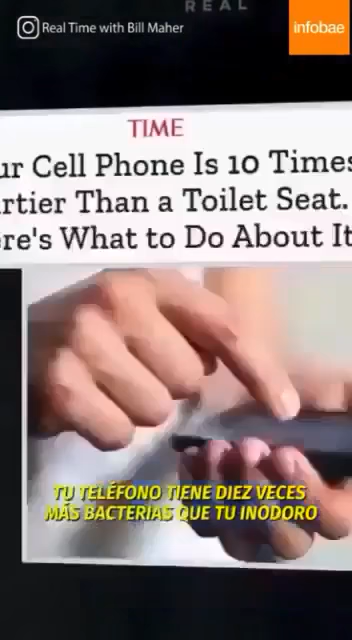 REAL
Real Time with Bill Maher
infobae
TIME
ur Cell Phone Is 10 Times
rtier Than a Toilet Seat.
re's What to Do About It
TU TELÉFONO TIENE DIEZ VECES
MÁS BACTERIAS QUE TU INODORO